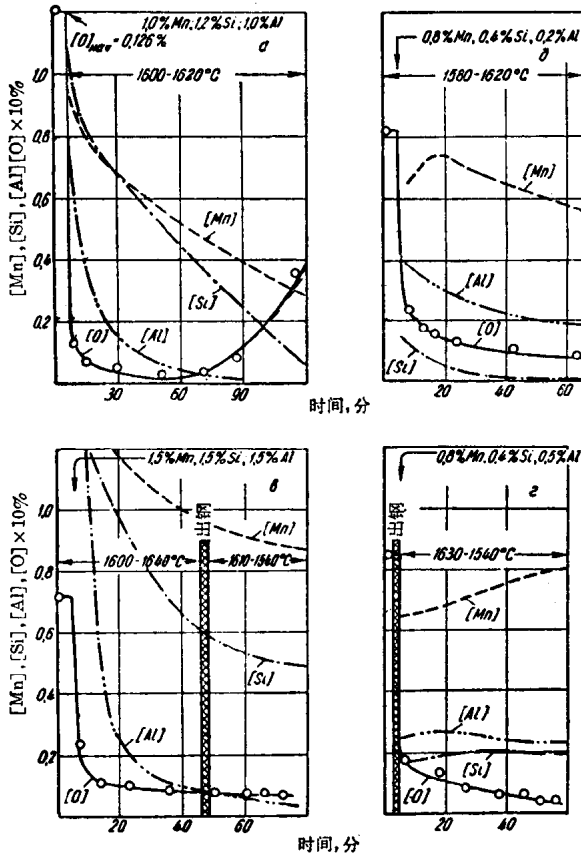 1,0% Mn, 1,2% Si, 1,0% Al
[O]нач = 0,126%
а
1600-1620°C
[Mn], [Si], [Al] [O] ×10%
1,0
0,8
0,6
0,4
0,2
[Mn]
[Si]
[Al]
[O]
30
60
90
时间, 分
0,8% Mn, 0,4% Si, 0,2% Al
д
1580-1620°C
[Mn]
[Al]
[O]
[Si]
20
40
60
1,5% Mn, 1,5% Si, 1,5% Al
в
出钢
1600-1640°C
1610-1540°C
[Mn], [Si], [Al], [O] ×10%
1,0
0,8
0,6
0,4
0,2
[Mn]
[Si]
[Al]
[O]
20
40
60
时间, 分
0,8% Mn, 0,4% Si, 0,5% Al
г
出钢
1630-1540°C
[Mn]
[Al]
[Si]
[O]
20
40
60